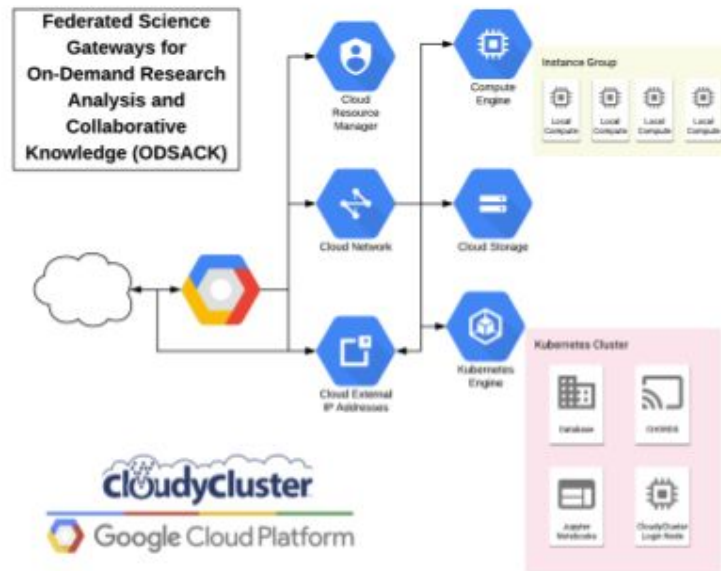 Federated Science
Gateways for
On-Demand Research
Analysis and
Collaborative
Knowledge (ODSACK)
Cloud
Resource
Manager
Compute
Engine
Instance Group
Local
Compute
Local
Compute
Local
Compute
Local
Compute
Cloud Network
Cloud Storage
Cloud External
IP Addresses
Kubernetes
Engine
Kubernetes Cluster
Database
CHORDS
Jupyter
Notebooks
CloudyCluster
Login Node
cloudyCluster
Google Cloud Platform